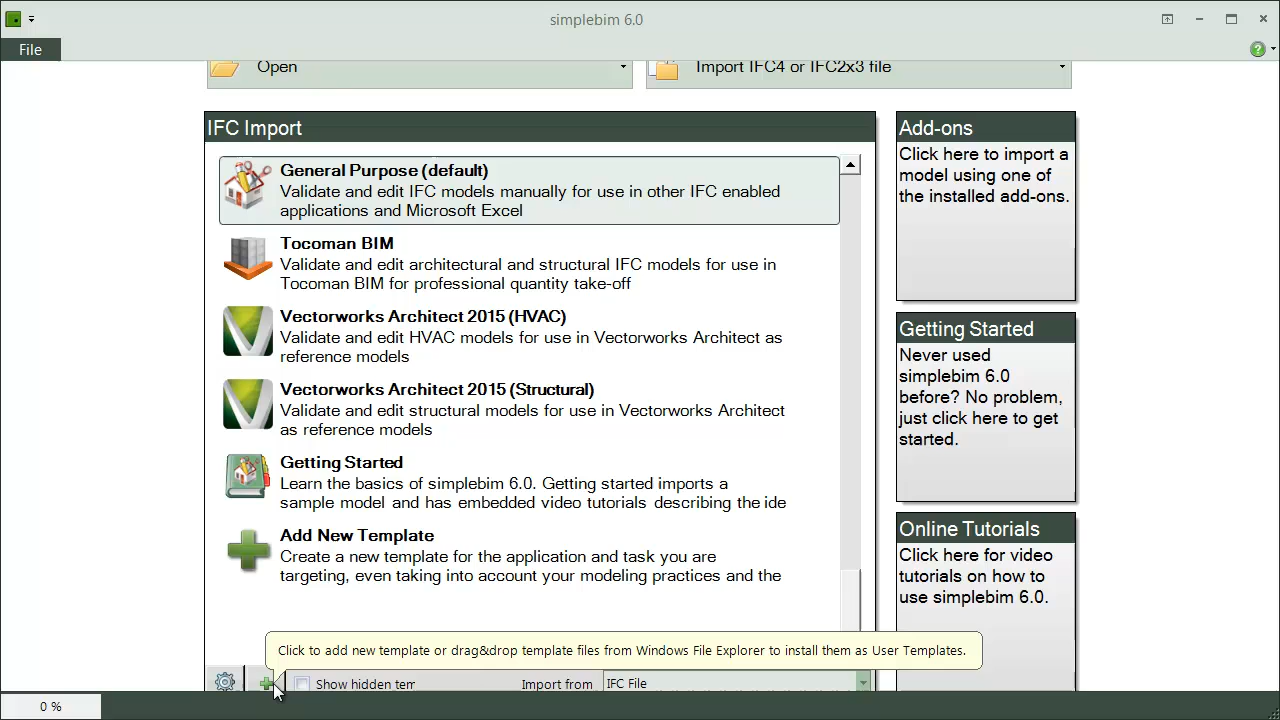 simplebim 6.0
File
Open
Import IFC4 or IFC2x3 file
IFC Import
General Purpose (default)
Validate and edit IFC models manually for use in other IFC enabled
applications and Microsoft Excel
Tocoman BIM
Validate and edit architectural and structural IFC models for use in
Tocoman BIM for professional quantity take-off
Vectorworks Architect 2015 (HVAC)
Validate and edit HVAC models for use in Vectorworks Architect as
reference models
Vectorworks Architect 2015 (Structural)
Validate and edit structural models for use in Vectorworks Architect
as reference models
Getting Started
Learn the basics of simplebim 6.0. Getting started imports a
sample model and has embedded video tutorials describing the ide
Add New Template
Create a new template for the application and task you are
targeting, even taking into account your modeling practices and the
Click to add new template or drag&drop template files from Windows File Explorer to install them as User Templates.
Show hidden tem
Import from
IFC File
Add-ons
Click here to import a
model using one of
the installed add-ons.
Getting Started
Never used
simplebim 6.0
before? No problem,
just click here to get
started.
Online Tutorials
Click here for video
tutorials on how to
use simplebim 6.0.
0 %